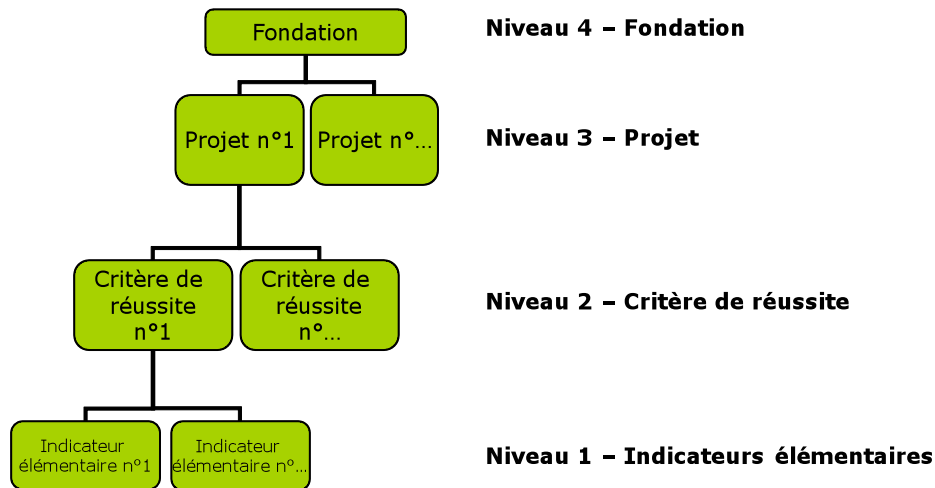 Fondation
Niveau 4 – Fondation
Projet n°1
Projet n°...
Niveau 3 – Projet
Critère de
réussite
n°1
Critère de
réussite
n°...
Niveau 2 – Critère de réussite
Indicateur
élémentaire n°1
Indicateur
élémentaire n°...
Niveau 1 – Indicateurs élémentaires